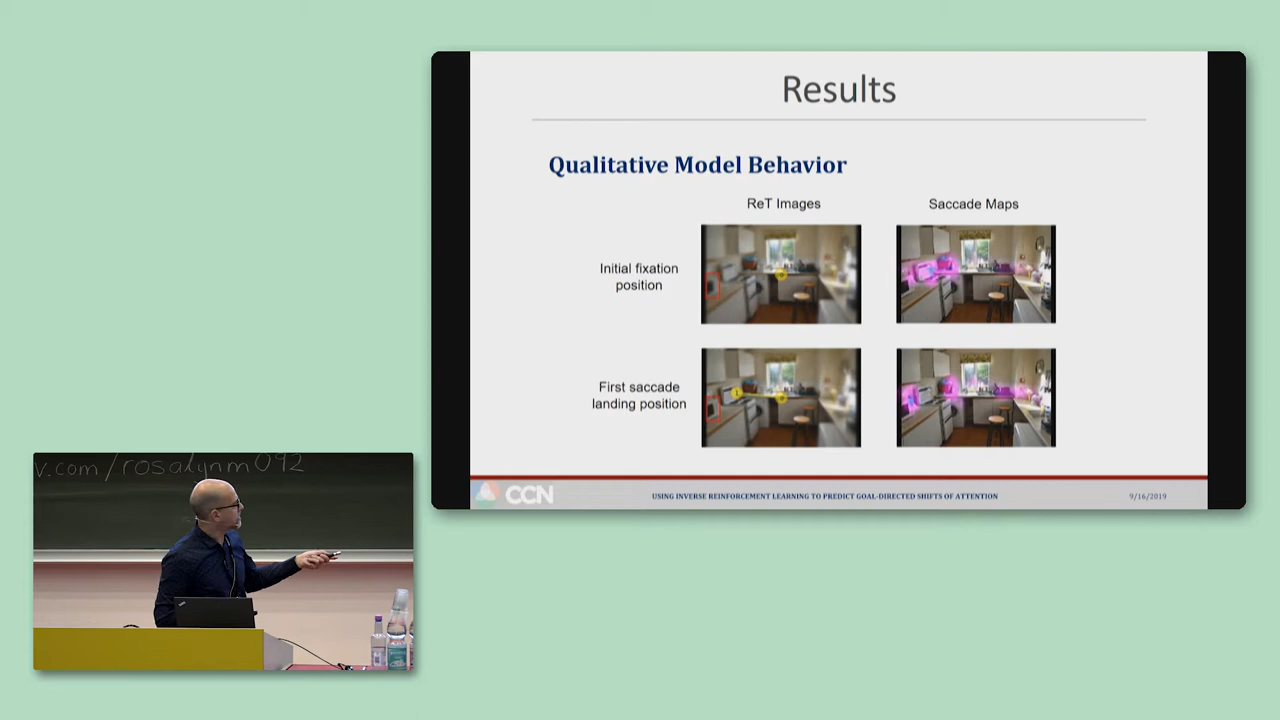 Results
Qualitative Model Behavior
ReT Images
Saccade Maps
Initial fixation
position
First saccade
landing position
CCN
USING INVERSE REINFORCEMENT LEARNING TO PREDICT GOAL-DIRECTED SHIFTS OF ATTENTION
9/16/2019
v.com/rosalynm092